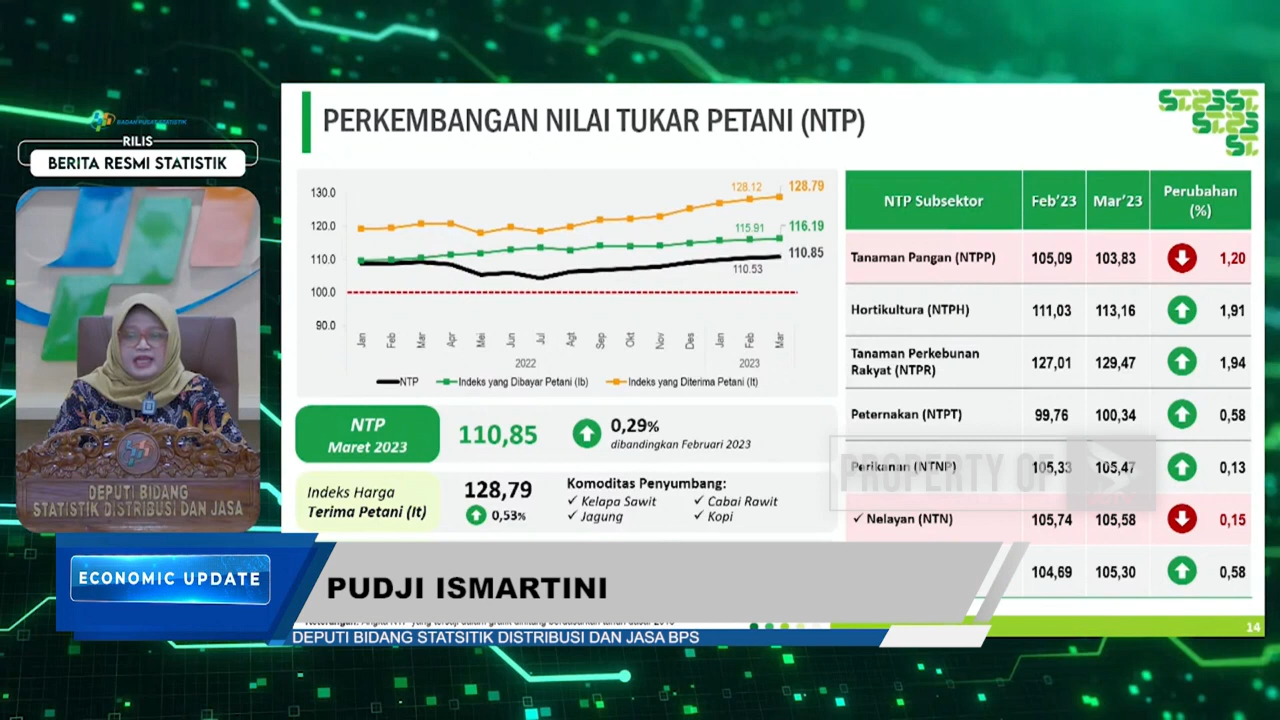 BADAN PUSAT STATISTIK
RILIS
BERITA RESMI STATISTIK
DEPUTI BIDANG
STATISTIK DISTRIBUSI DAN JASA
PERKEMBANGAN NILAI TUKAR PETANI (NTP)
130.0
120.0
110.0
100.0
90.0
128.12
128.79
115.91
116.19
110.53
110.85
Jan Feb Mar Apr Mei Jun Jul Agt Sep Okt Nov Des Jan Feb Mar
2022 2023
NTP Indeks yang Dibayar Petani (Ib) Indeks yang Diterima Petani (It)
NTP
Maret 2023
110,85
0,29%
dibandingkan Februari 2023
Indeks Harga
Terima Petani (It)
128,79
0,53%
Komoditas Penyumbang:
✓ Kelapa Sawit ✓ Cabai Rawit
✓ Jagung ✓ Kopi
NTP Subsektor Feb'23 Mar'23 Perubahan (%)
Tanaman Pangan (NTPP) 105,09 103,83 1,20
Hortikultura (NTPH) 111,03 113,16 1,91
Tanaman Perkebunan
Rakyat (NTPR) 127,01 129,47 1,94
Peternakan (NTPT) 99,76 100,34 0,58
Perikanan (NTNP) 105,33 105,47 0,13
✓ Nelayan (NTN) 105,74 105,58 0,15
104,69 105,30 0,58
PROPERTY OF
14
ECONOMIC UPDATE
PUDJI ISMARTINI
DEPUTI BIDANG STATSITIK DISTRIBUSI DAN JASA BPS